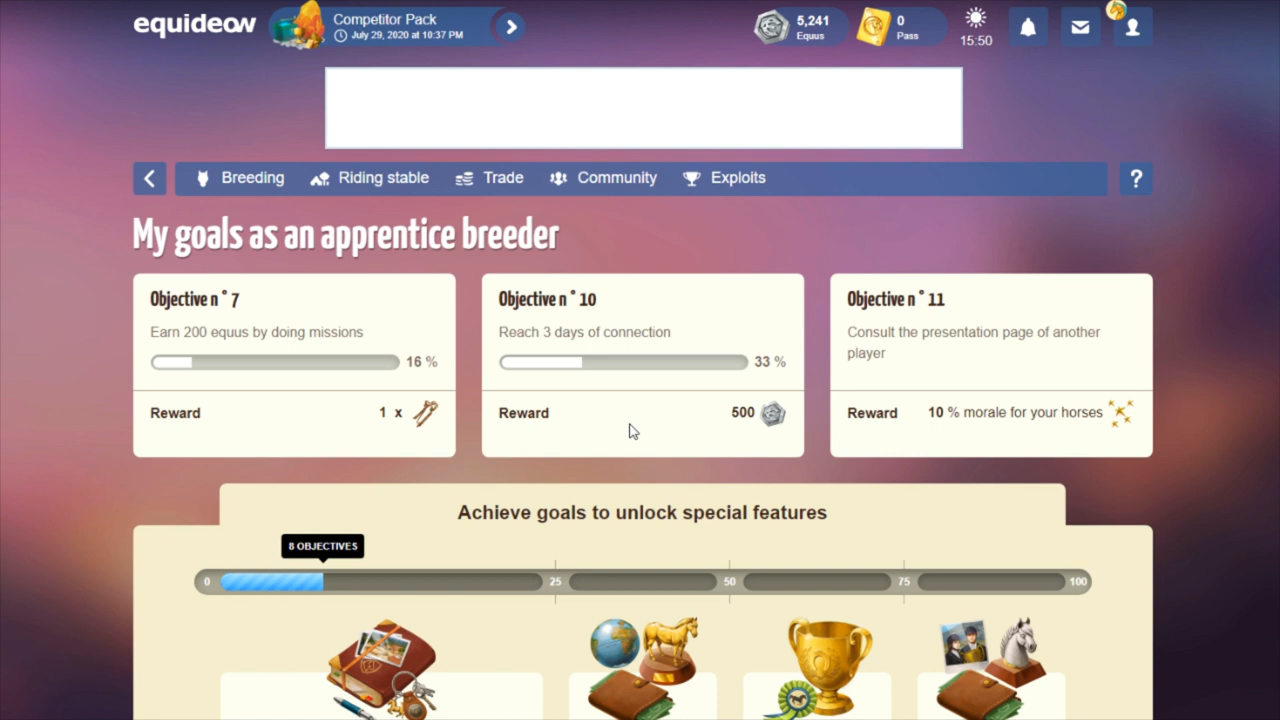 equideow
Competitor Pack
July 29, 2020 at 10:37 PM
5,241
Equus
0
Pass
15:50
Breeding
Riding stable
Trade
Community
Exploits
?
My goals as an apprentice breeder
Objective n ° 7
Earn 200 equus by doing missions
16 %
Reward
1 x
Objective n ° 10
Reach 3 days of connection
33 %
Reward
500
Objective n ° 11
Consult the presentation page of another
player
Reward
10 % morale for your horses
Achieve goals to unlock special features
8 OBJECTIVES
0
25
50
75
100